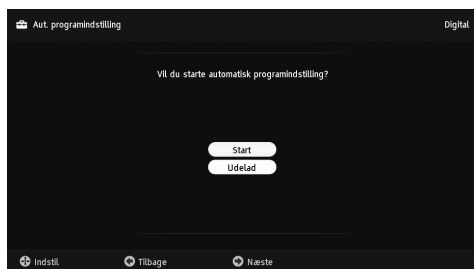 Aut. programindstilling
Digital
Vil du starte automatisk programindstilling?
Start
Udelad
Indstil
Tilbage
Næste